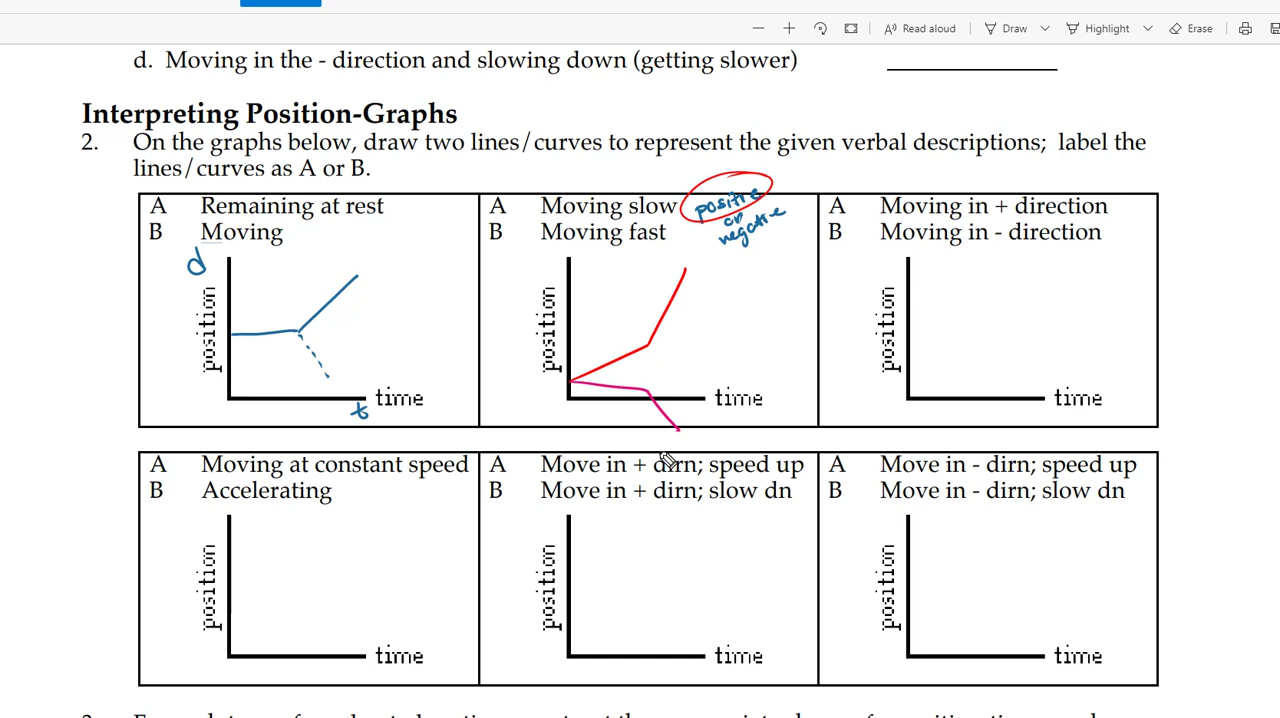 Read aloud
Draw
Highlight
Erase
d. Moving in the - direction and slowing down (getting slower)
Interpreting Position-Graphs
2. On the graphs below, draw two lines/curves to represent the given verbal descriptions; label the
lines/curves as A or B.
A Remaining at rest
B Moving
d
position
time
t
A Moving slow
B Moving fast
positive
or
negative
position
time
A Moving in + direction
B Moving in - direction
position
time
A Moving at constant speed
B Accelerating
position
time
A Move in + dirn; speed up
B Move in + dirn; slow dn
position
time
A Move in - dirn; speed up
B Move in - dirn; slow dn
position
time